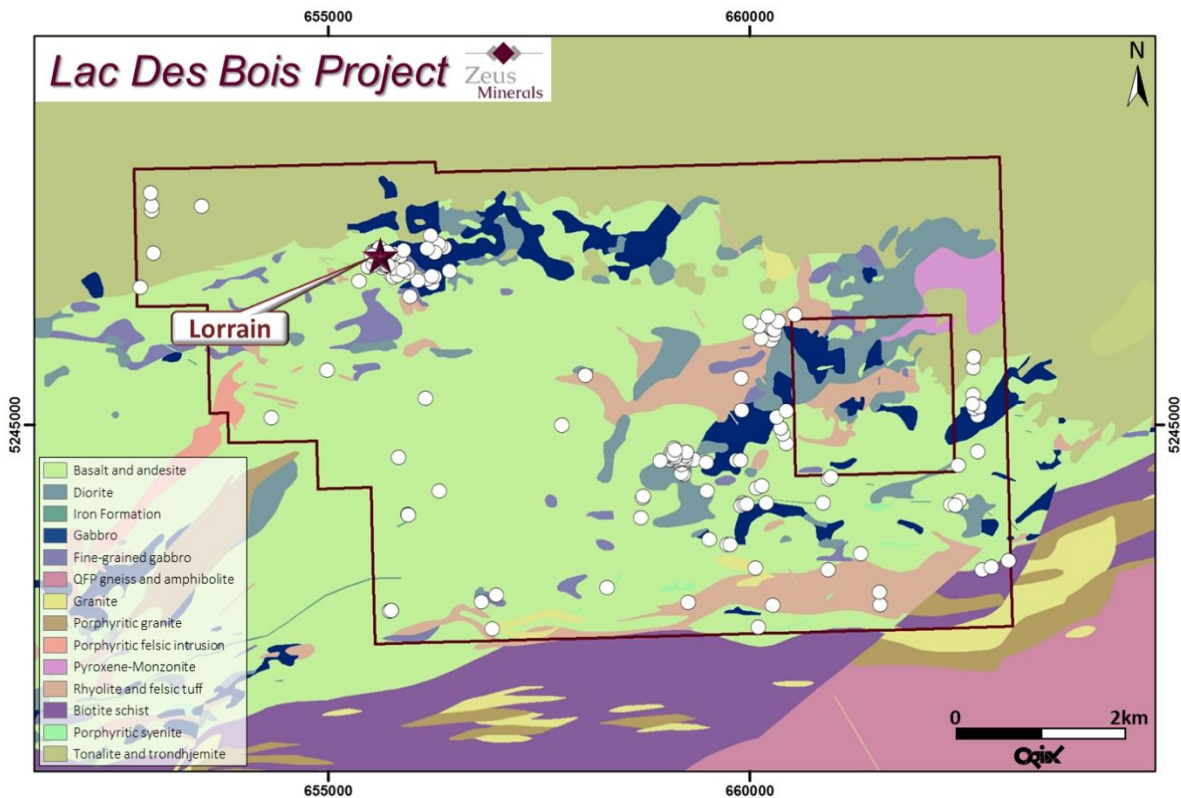 655000
660000
Lac Des Bois Project
Zeus
Minerals
N
Lorrain
5245000
5245000
Basalt and andesite
Diorite
Iron Formation
Gabbro
Fine-grained gabbro
QFP gneiss and amphibolite
Granite
Porphyritic granite
Porphyritic felsic intrusion
Pyroxene-Monzonite
Rhyolite and felsic tuff
Biotite schist
Porphyritic syenite
Tonalite and trondhjemite
0
2km
655000
660000